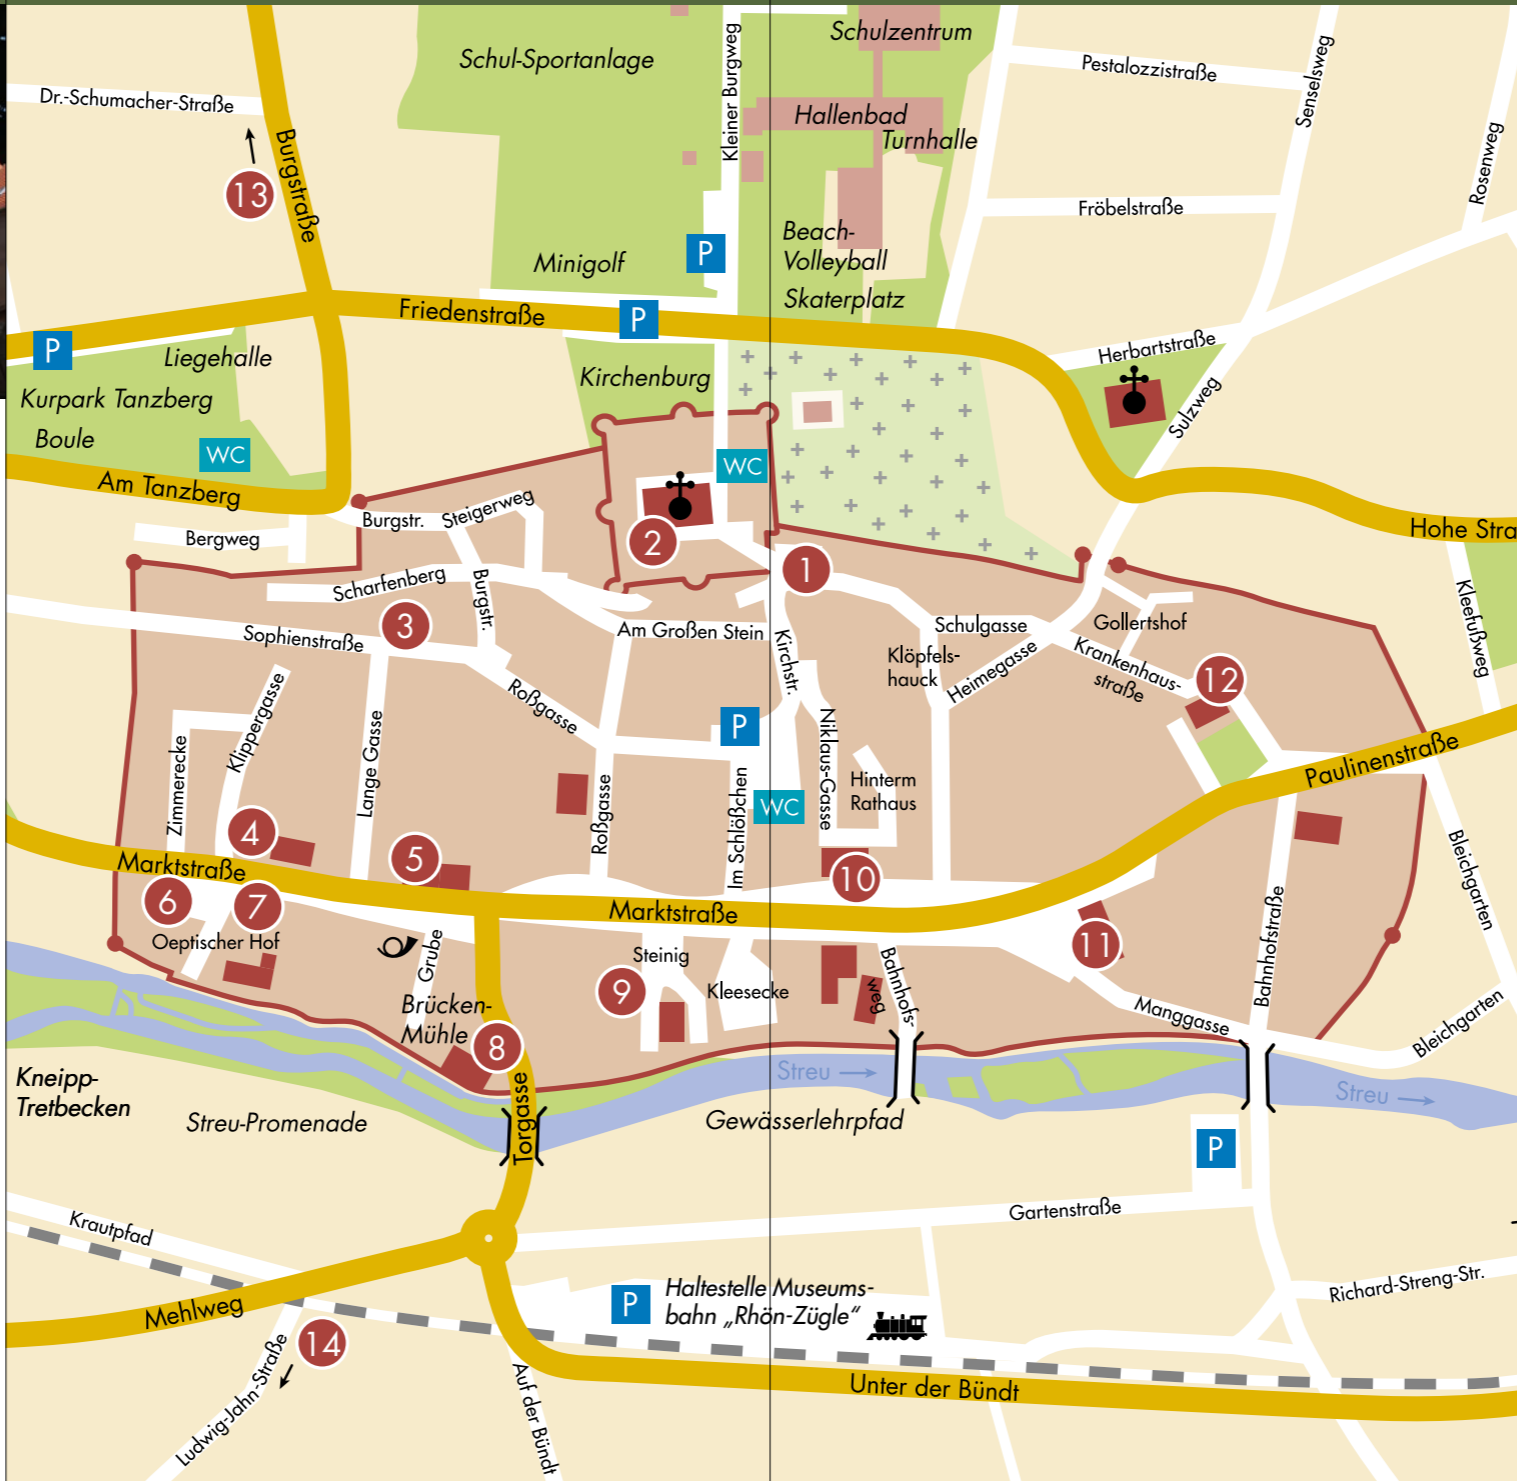 Schul-Sportanlage
Kleiner Burgweg
Schulzentrum
Pestalozzistraße
Senselsweg
Dr.-Schumacher-Straße
Burgstraße
13
Hallenbad
Turnhalle
Rosenweg
Fröbelstraße
Minigolf
P
Beach-
Volleyball
Skaterplatz
Friedenstraße
P
P
Liegehalle
Kurpark Tanzberg
Boule
WC
Am Tanzberg
Kirchenburg
Herbartstraße
Sulzweg
WC
Hohe Stra
Burgstr.
Steigerweg
Bergweg
2
1
Scharfenberg
Burgstr.
3
Sophienstraße
Am Großen Stein
Kirchstr.
Schulgasse
Gollertshof
Kleefußweg
Klöpfels-
hauck
Heimegasse
Krankenhaus-
straße
12
Klippergasse
Roßgasse
Lange Gasse
Zimmerecke
P
Niklaus-Gasse
Hinterm
Rathaus
Paulinenstraße
Roßgasse
Im Schlößchen
WC
4
5
Marktstraße
6
7
10
Marktstraße
Bleichgarten
Bahnhofstraße
Oeptischer Hof
Grube
Steinig
9
Kleesecke
Bahnhofs-
weg
11
Brücken-
Mühle
8
Manggasse
Bleichgarten
Kneipp-
Tretbecken
Streu-Promenade
Torgasse
Streu
Gewässerlehrpfad
Streu
P
Krautpfad
Gartenstraße
Mehlweg
P
Haltestelle Museums-
bahn „Rhön-Zügle“
Richard-Streng-Str.
14
Ludwig-Jahn-Straße
Auf der Bündt
Unter der Bündt